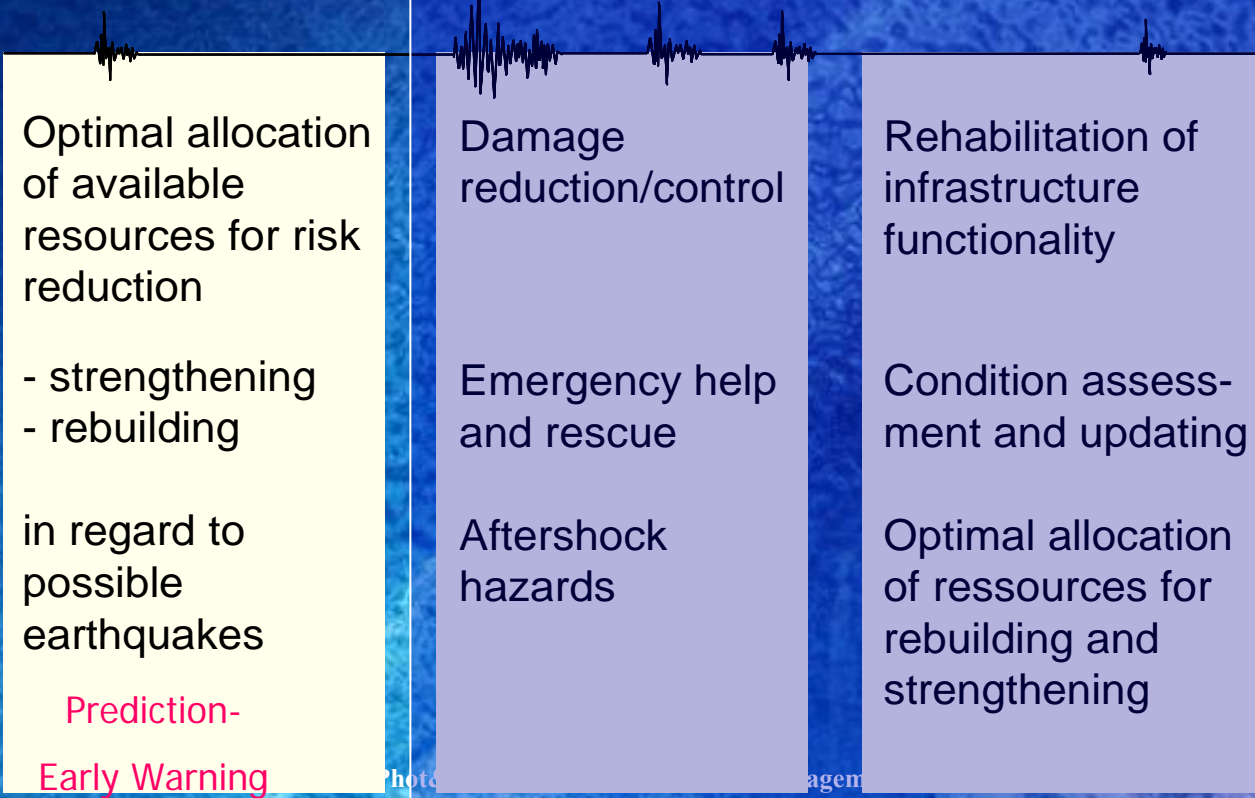 Optimal allocation
of available
resources for risk
reduction
- strengthening
- rebuilding
in regard to
possible
earthquakes
Prediction-
Early Warning
Damage
reduction/control
Emergency help
and rescue
Aftershock
hazards
Rehabilitation of
infrastructure
functionality
Condition assess-
ment and updating
Optimal allocation
of ressources for
rebuilding and
strengthening